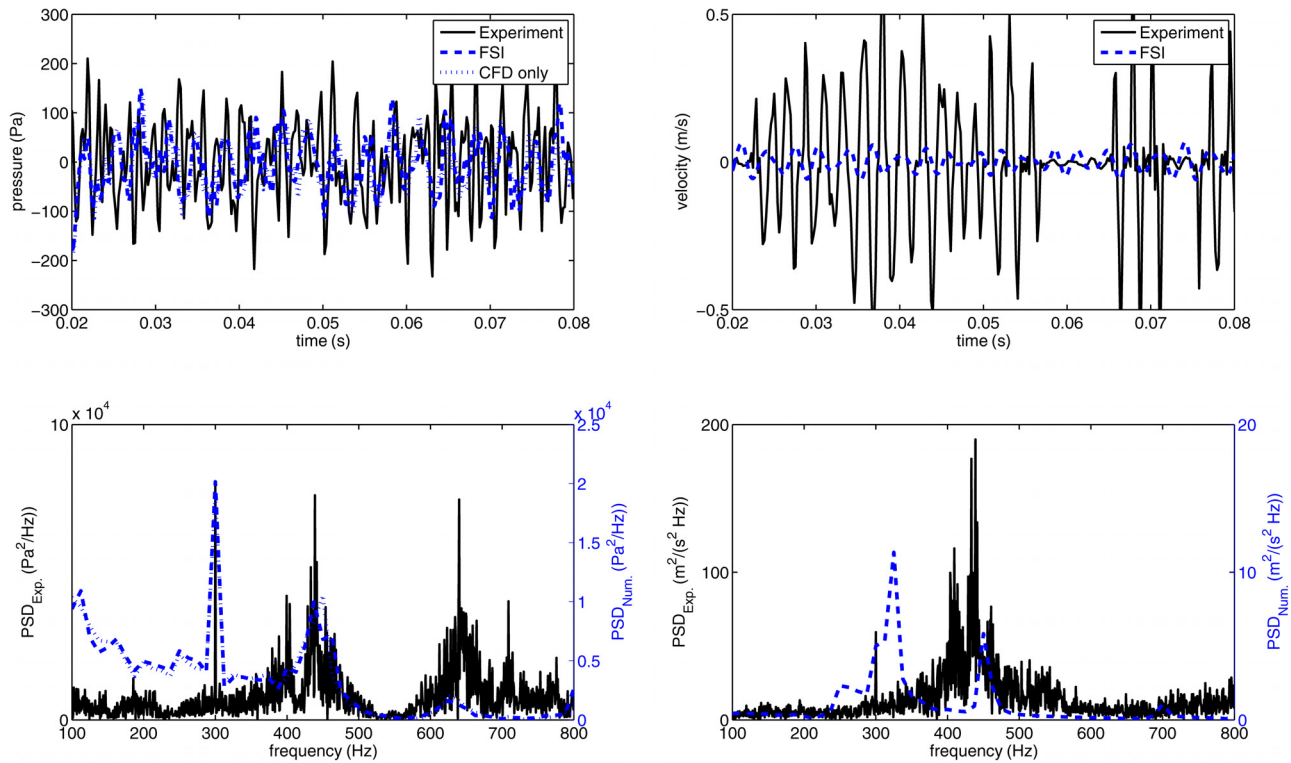 300
200
100
0
−100
−200
−300
pressure (Pa)
0.02 0.03 0.04 0.05 0.06 0.07 0.08
time (s)
Experiment
FSI
CFD only
0.5
0
−0.5
velocity (m/s)
0.02 0.03 0.04 0.05 0.06 0.07 0.08
time (s)
Experiment
FSI
x 10^4
10
0
PSD_Exp. (Pa^2/Hz))
100 200 300 400 500 600 700 800
frequency (Hz)
x 10^4
2.5
2
1.5
1
0.5
0
PSD_Num. (Pa^2/Hz))
200
100
0
PSD_Exp. (m^2/(s^2 Hz))
100 200 300 400 500 600 700 800
frequency (Hz)
20
10
0
PSD_Num. (m^2/(s^2 Hz))